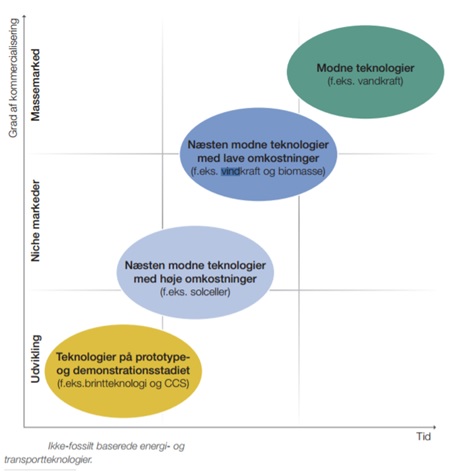 Grad af kommercialisering
Massemarked
Niche markeder
Udvikling
Modne teknologier
(f.eks. vandkraft)
Næsten modne teknologier
med lave omkostninger
(f.eks. vindkraft og biomasse)
Næsten modne teknologier
med høje omkostninger
(f.eks. solceller)
Teknologier på prototype-
og demonstrationsstadiet
(f.eks.brintteknologi og CCS)
Tid
Ikke-fossilt baserede energi- og
transportteknologier.